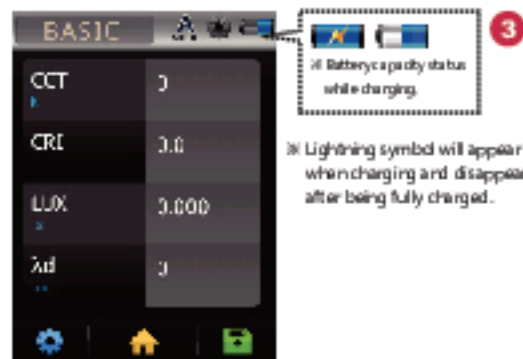 BASIC
3
※ Battery capacity status
while charging.
CCT 0
K
CRI 0.0
※ Lightning symbol will appear
when charging and disappear
after being fully charged.
LUX 0.000
λd 0